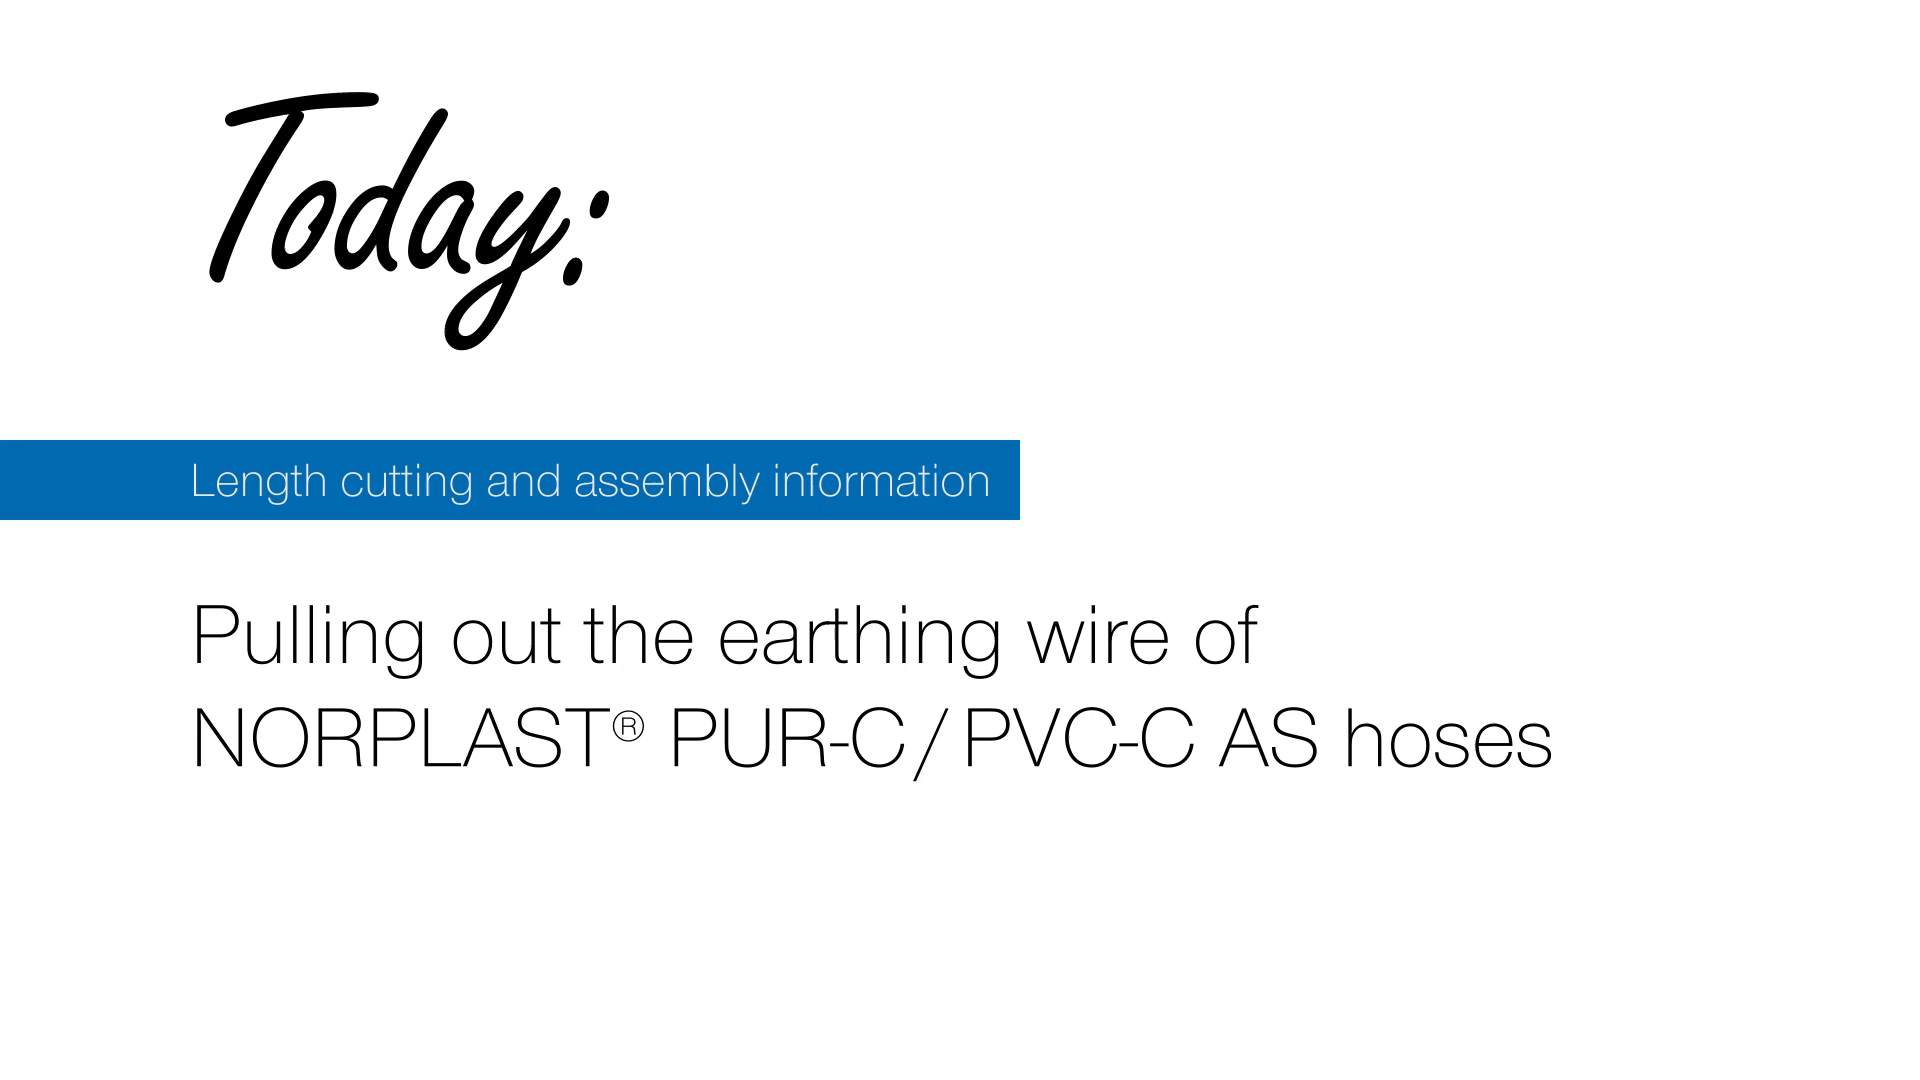 Today:
Length cutting and assembly information
Pulling out the earthing wire of
NORPLAST® PUR-C/PVC-C AS hoses